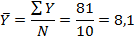 Ȳ = ∑Y / N = 81 / 10 = 8,1